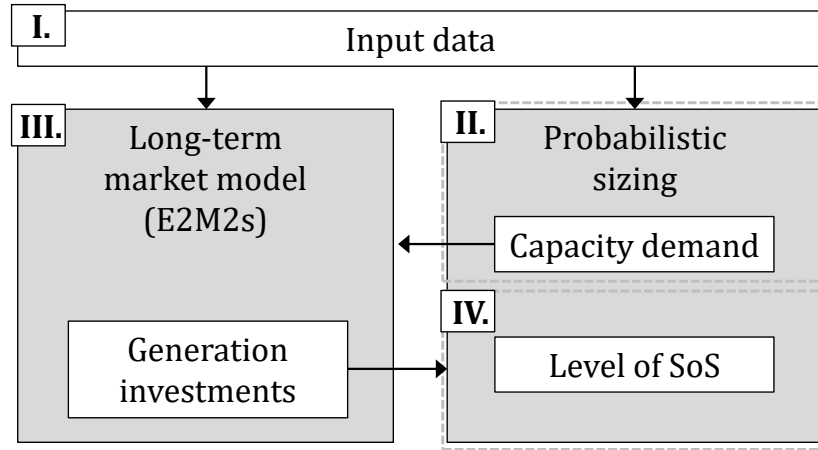 I.
Input data
III.
Long-term
market model
(E2M2s)
Generation
investments
II.
Probabilistic
sizing
Capacity demand
IV.
Level of SoS